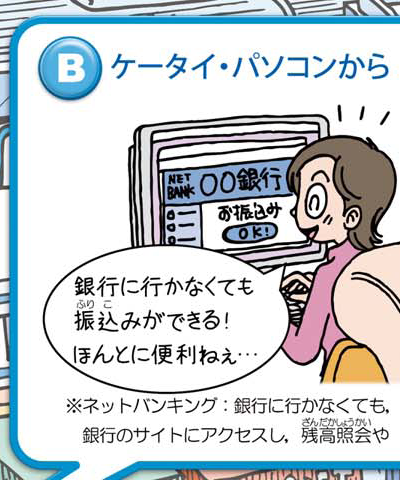 B ケータイ・パソコンから
NET
BANK ○○銀行
お振込み
OK!
銀行に行かなくても
ふりこ
振込みができる!
ほんとに便利ねぇ…
※ネットバンキング：銀行に行かなくても,
ざんだかしょうかい
銀行のサイトにアクセスし，残高照会や